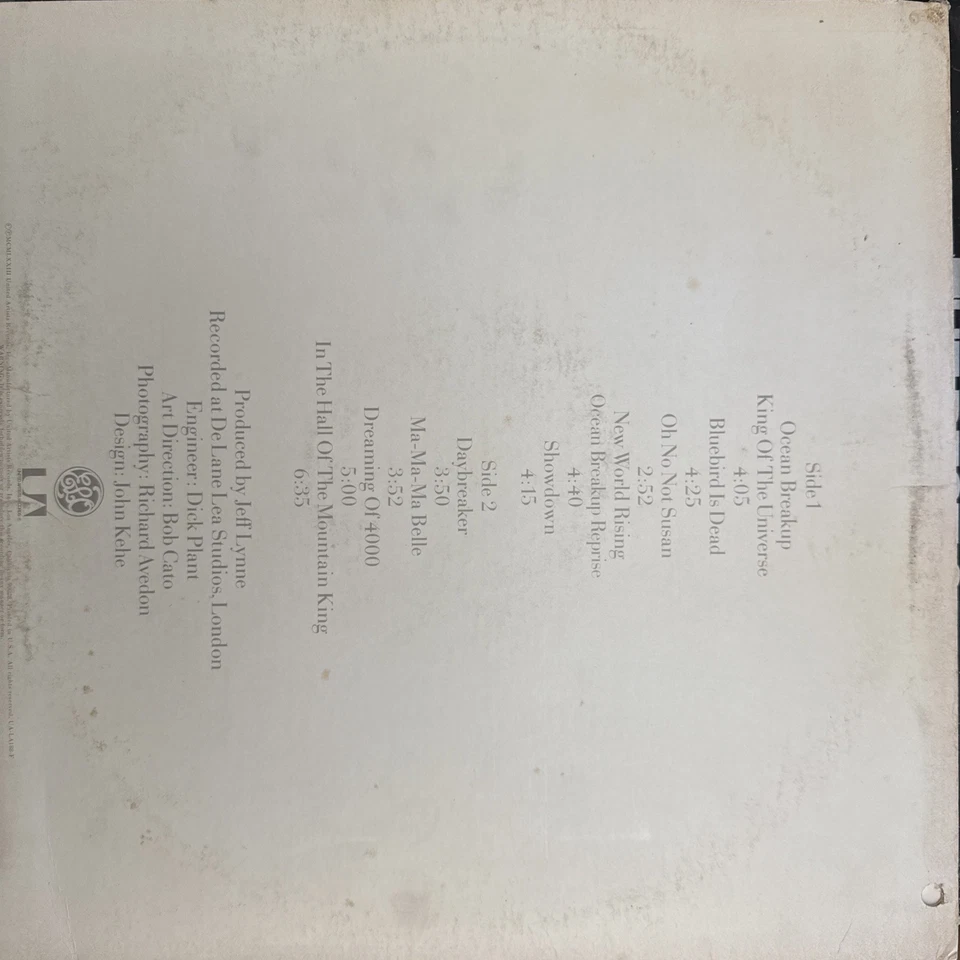 Side 1
Ocean Breakup
King Of The Universe
4:05
Bluebird Is Dead
4:25
Oh No Not Susan
2:52
New World Rising
Ocean Breakup Reprise
4:40
Showdown
4:15
Side 2
Daybreaker
3:50
Ma-Ma-Ma Belle
3:52
Dreaming Of 4000
5:00
In The Hall Of The Mountain King
6:35
Produced by Jeff Lynne
Recorded at De Lane Lea Studios, London
Engineer: Dick Plant
Art Direction: Bob Cato
Photography: Richard Avedon
Design: John Kehe
UA